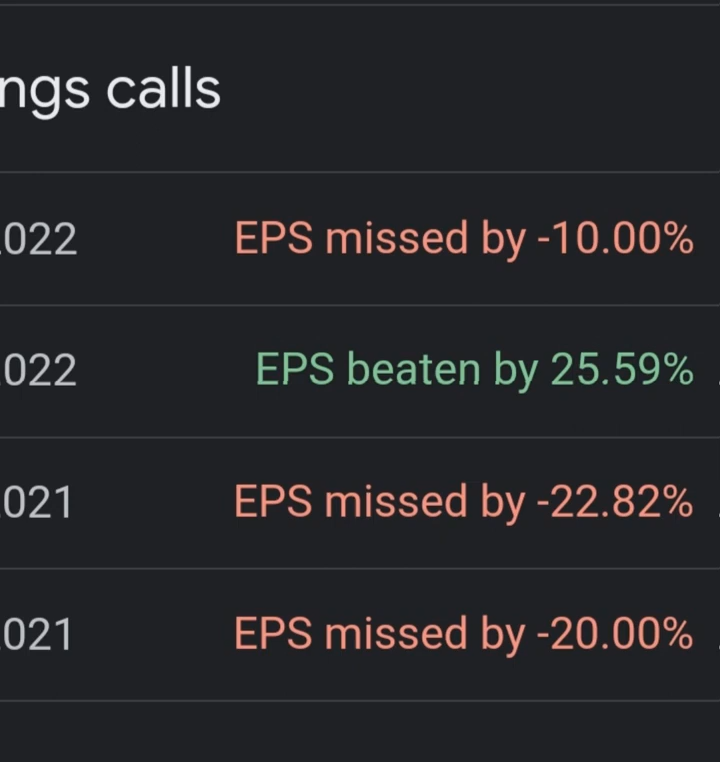 ngs calls
022 EPS missed by -10.00%
022 EPS beaten by 25.59%
021 EPS missed by -22.82%
021 EPS missed by -20.00%